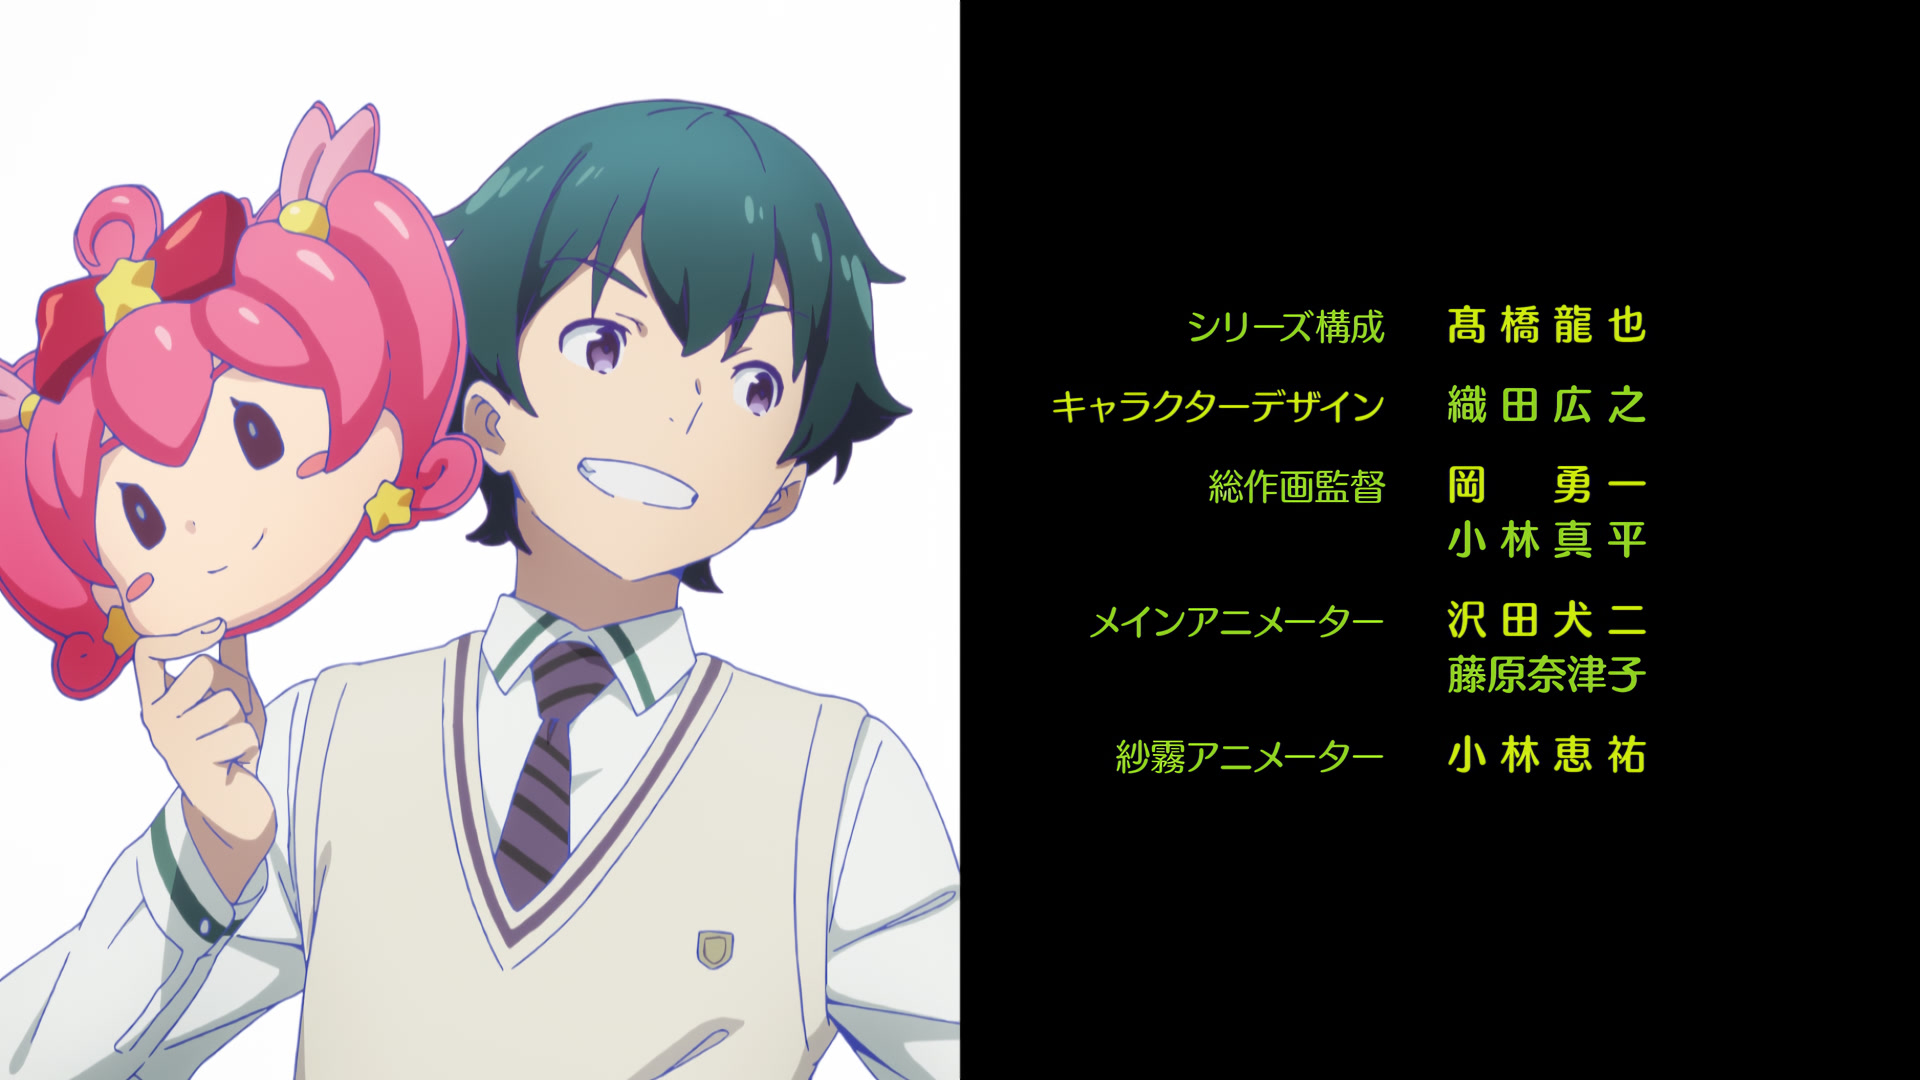 シリーズ構成 髙橋龍也
キャラクターデザイン 織田広之
総作画監督 岡 勇一
小林真平
メインアニメーター 沢田犬二
藤原奈津子
紗霧アニメーター 小林恵祐